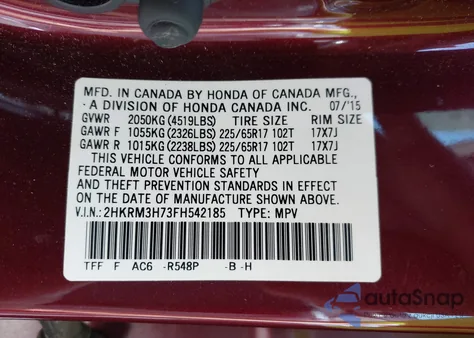 MFD. IN CANADA BY HONDA OF CANADA MFG.,
- A DIVISION OF HONDA CANADA INC. 07/'15
GVWR 2050KG (4519LBS) TIRE SIZE RIM SIZE
GAWR F 1055KG (2326LBS) 225/65R17 102T 17X7J
GAWR R 1015KG (2238LBS) 225/65R17 102T 17X7J
THIS VEHICLE CONFORMS TO ALL APPLICABLE
FEDERAL MOTOR VEHICLE SAFETY
AND THEFT PREVENTION STANDARDS IN EFFECT
ON THE DATE OF MANUFACTURE SHOWN ABOVE.
V.I.N.: 2HKRM3H73FH542185 TYPE: MPV
TFF F AC6 -R548P -B -H
autoSnap